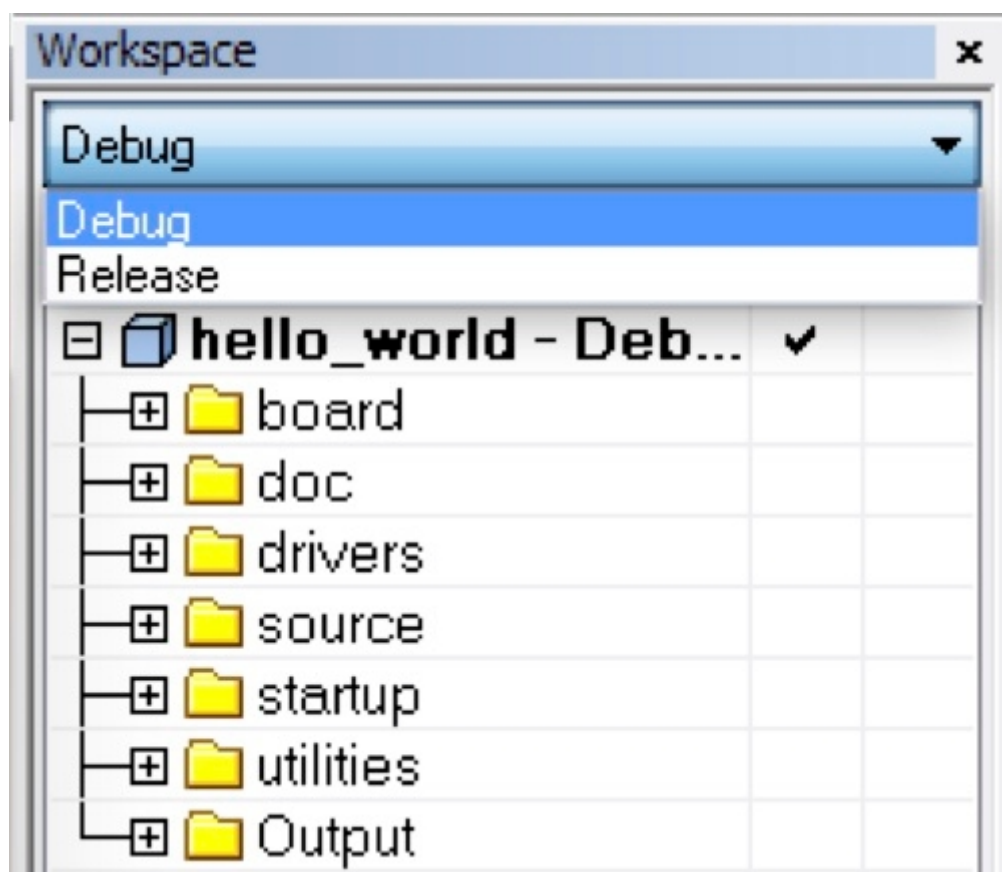 Workspace
Debug
Debug
Release
hello_world - Deb...
board
doc
drivers
source
startup
utilities
Output